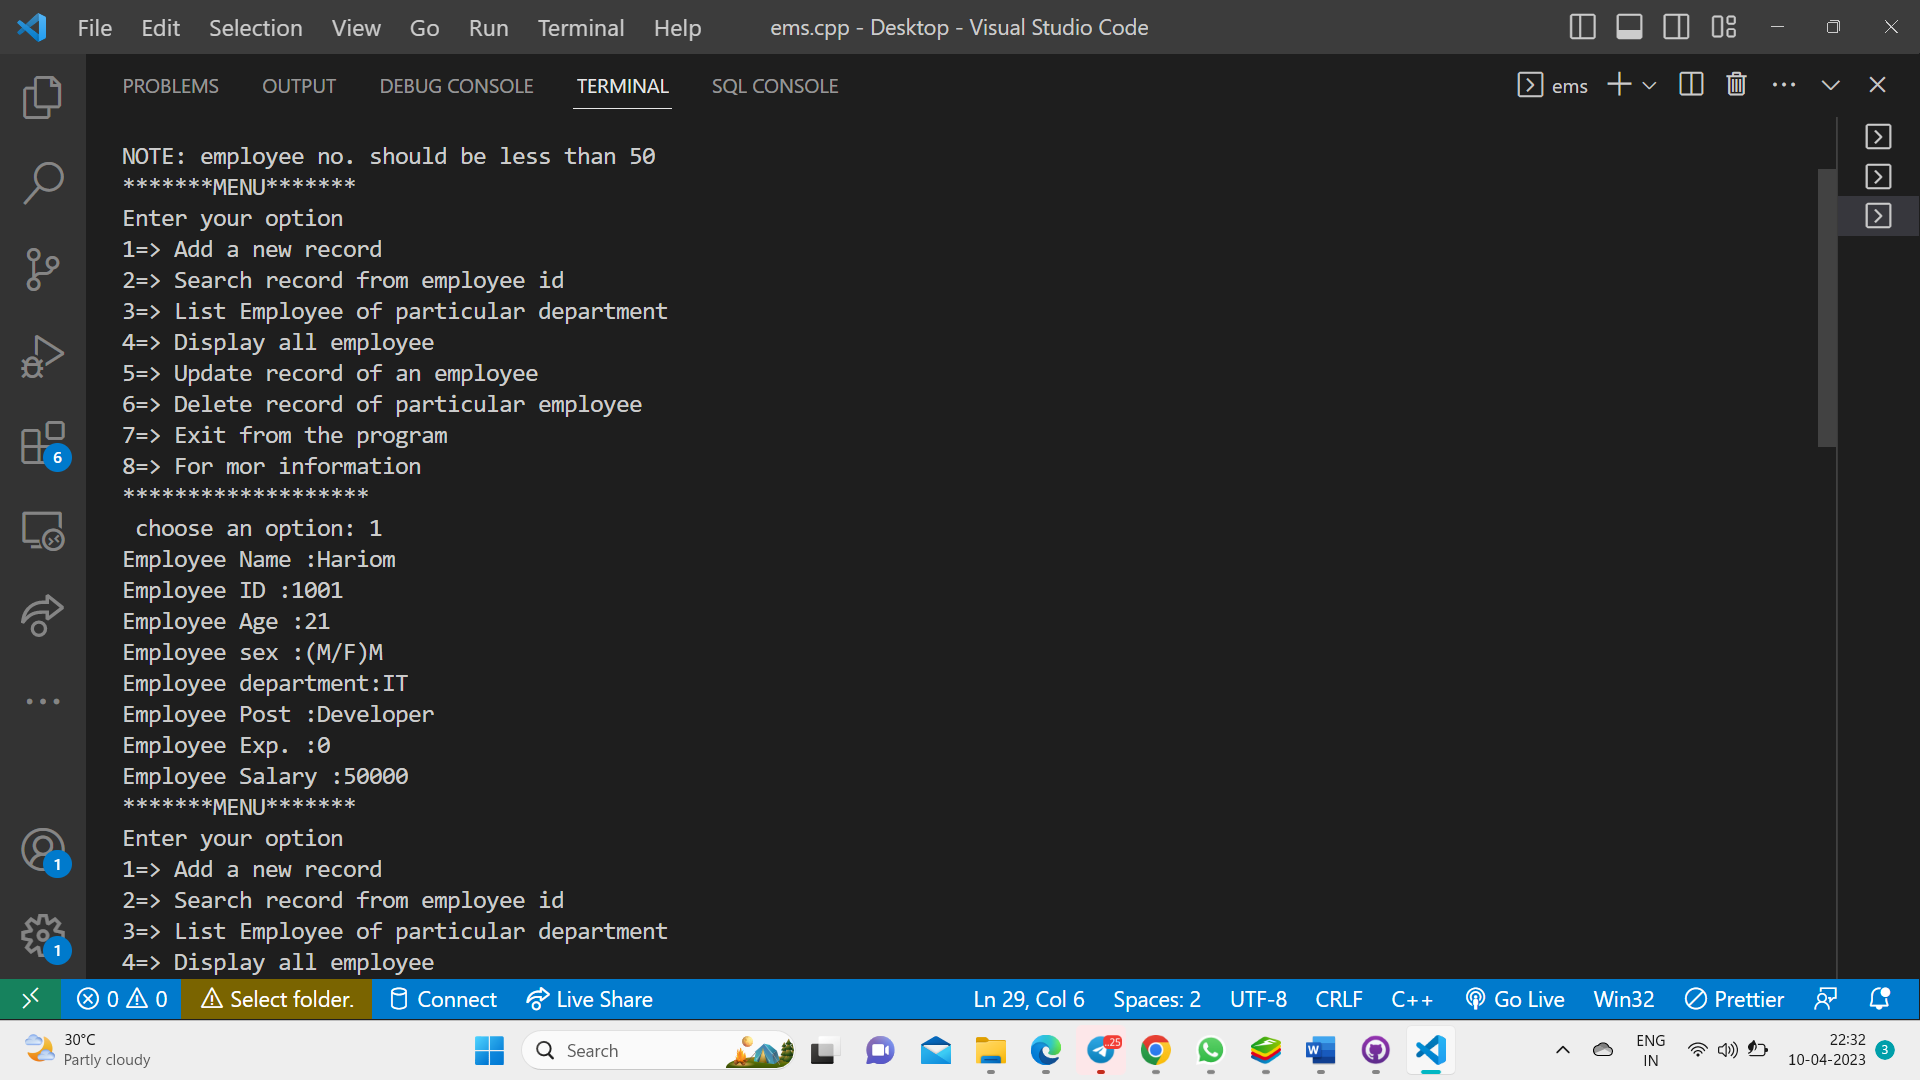 File Edit Selection View Go Run Terminal Help ems.cpp - Desktop - Visual Studio Code
PROBLEMS OUTPUT DEBUG CONSOLE TERMINAL SQL CONSOLE ems
NOTE: employee no. should be less than 50
*******MENU*******
Enter your option
1=> Add a new record
2=> Search record from employee id
3=> List Employee of particular department
4=> Display all employee
5=> Update record of an employee
6=> Delete record of particular employee
7=> Exit from the program
8=> For mor information
*******************
choose an option: 1
Employee Name :Hariom
Employee ID :1001
Employee Age :21
Employee sex :(M/F)M
Employee department:IT
Employee Post :Developer
Employee Exp. :0
Employee Salary :50000
*******MENU*******
Enter your option
1=> Add a new record
2=> Search record from employee id
3=> List Employee of particular department
4=> Display all employee
6
1
1
0 0 Select folder. Connect Live Share Ln 29, Col 6 Spaces: 2 UTF-8 CRLF C++ Go Live Win32 Prettier
30°C
Partly cloudy
Search
.25
W
ENG
IN
22:32
10-04-2023
3